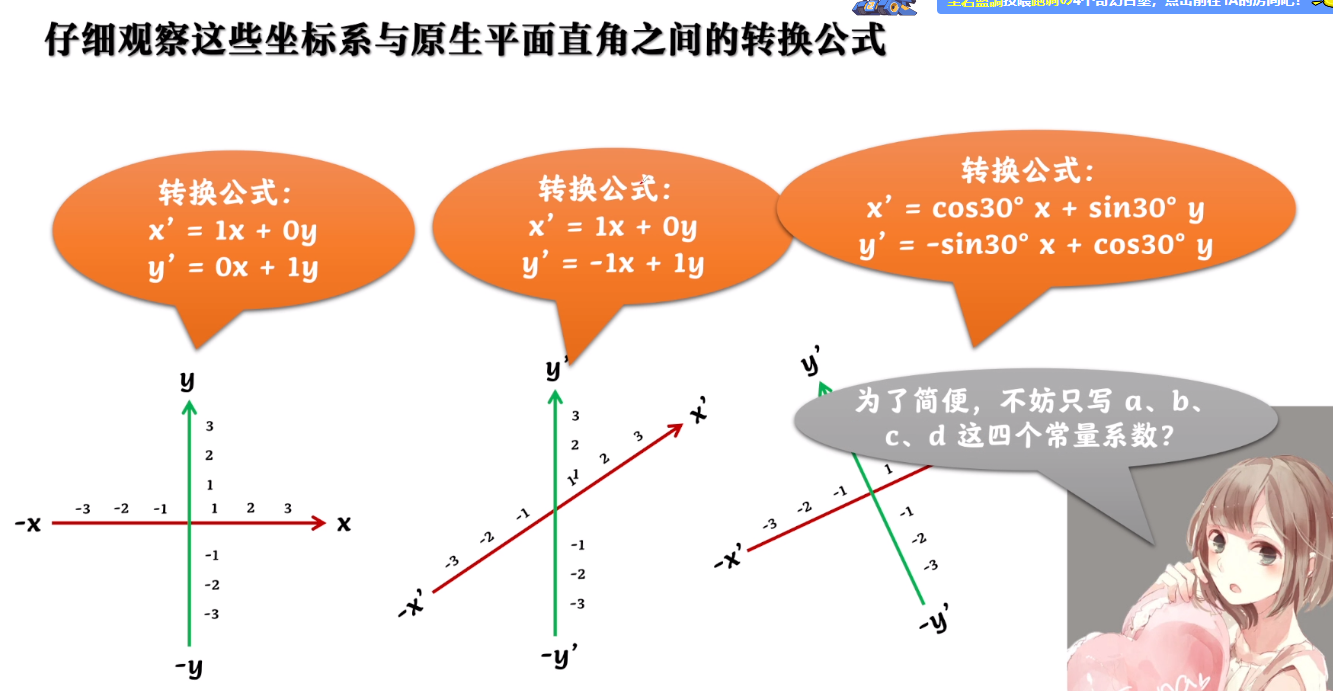 仔细观察这些坐标系与原生平面直角之间的转换公式
转换公式：
x’ = 1x + 0y
y’ = 0x + 1y
转换公式：
x’ = 1x + 0y
y’ = -1x + 1y
转换公式：
x’ = cos30° x + sin30° y
y’ = -sin30° x + cos30° y
为了简便，不妨只写 a、b、
c、d 这四个常量系数？
y
3
2
1
-3 -2 -1 1 2 3
-x x
-1
-2
-3
-y
y’
x’
3
2
1
3
2
1
-1
-2
-3
-1
-2
-3
-x’
-y’
y’
1
-1
-2
-3
-1
-2
-3
-x’
-y’